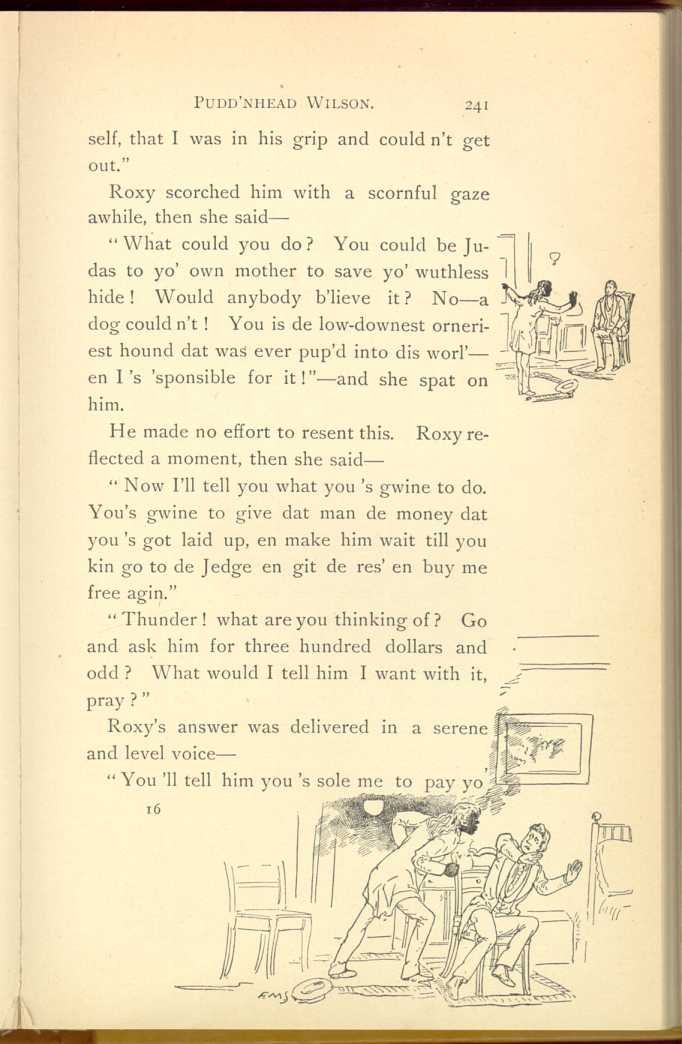 PUDD'NHEAD WILSON. 241
self, that I was in his grip and could n't get
out."
Roxy scorched him with a scornful gaze
awhile, then she said—
"What could you do? You could be Ju-
das to yo' own mother to save yo' wuthless
hide! Would anybody b'lieve it? No—a
dog could n't! You is de low-downest orneri-
est hound dat was ever pup'd into dis worl'—
en I 's 'sponsible for it!"—and she spat on
him.
He made no effort to resent this. Roxy re-
flected a moment, then she said—
"Now I'll tell you what you 's gwine to do.
You's gwine to give dat man de money dat
you 's got laid up, en make him wait till you
kin go to de Jedge en git de res' en buy me
free agin."
"Thunder! what are you thinking of? Go
and ask him for three hundred dollars and
odd? What would I tell him I want with it,
pray?"
Roxy's answer was delivered in a serene
and level voice—
"You 'll tell him you 's sole me to pay yo'
16
EMS